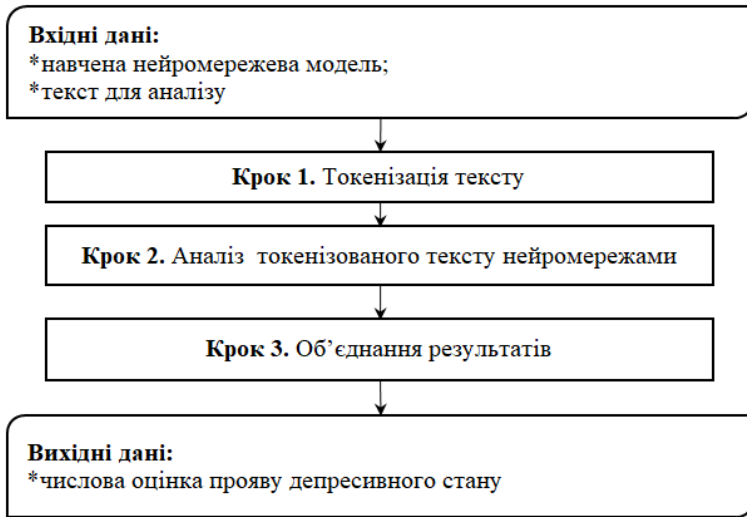 Вхідні дані:
*навчена нейромережева модель;
*текст для аналізу
Крок 1. Токенізація тексту
Крок 2. Аналіз токенізованого тексту нейромережами
Крок 3. Об’єднання результатів
Вихідні дані:
*числова оцінка прояву депресивного стану